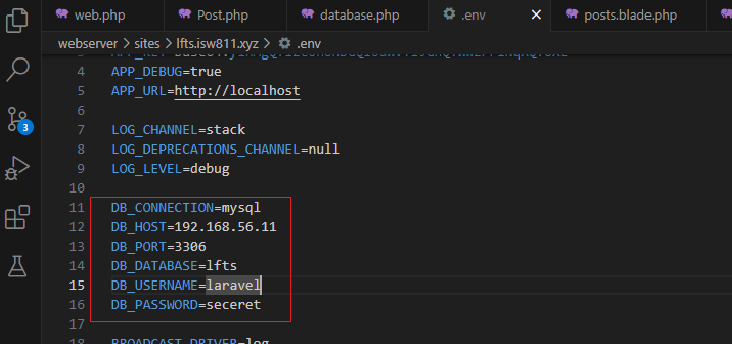 web.php
Post.php
database.php
.env
posts.blade.php
webserver > sites > lfts.isw811.xyz > .env
4 APP_DEBUG=true
5 APP_URL=http://localhost
6
7 LOG_CHANNEL=stack
8 LOG_DEPRECATIONS_CHANNEL=null
9 LOG_LEVEL=debug
10
11 DB_CONNECTION=mysql
12 DB_HOST=192.168.56.11
13 DB_PORT=3306
14 DB_DATABASE=lfts
15 DB_USERNAME=laravel
16 DB_PASSWORD=seceret
17
18 BROADCAST_DRIVER=log
3